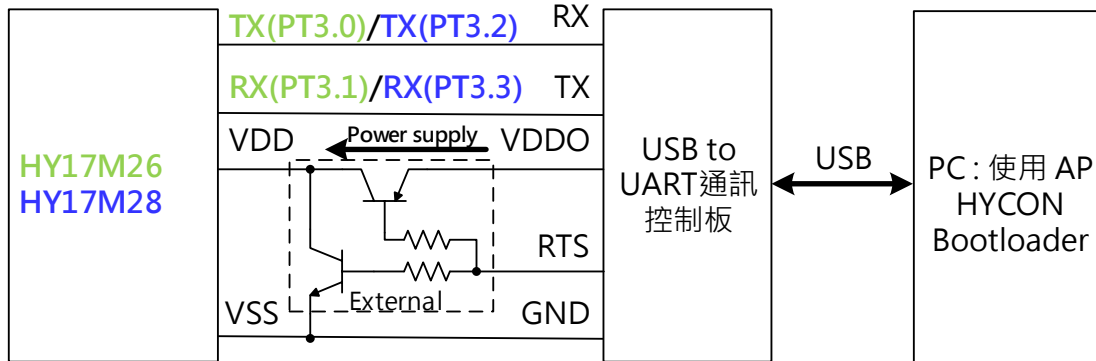 TX(PT3.0)/TX(PT3.2) RX
RX(PT3.1)/RX(PT3.3) TX
VDD Power supply VDDO
HY17M26
HY17M28
USB to
UART通訊
控制板
USB
PC : 使用 AP
HYCON
Bootloader
RTS
External
VSS GND